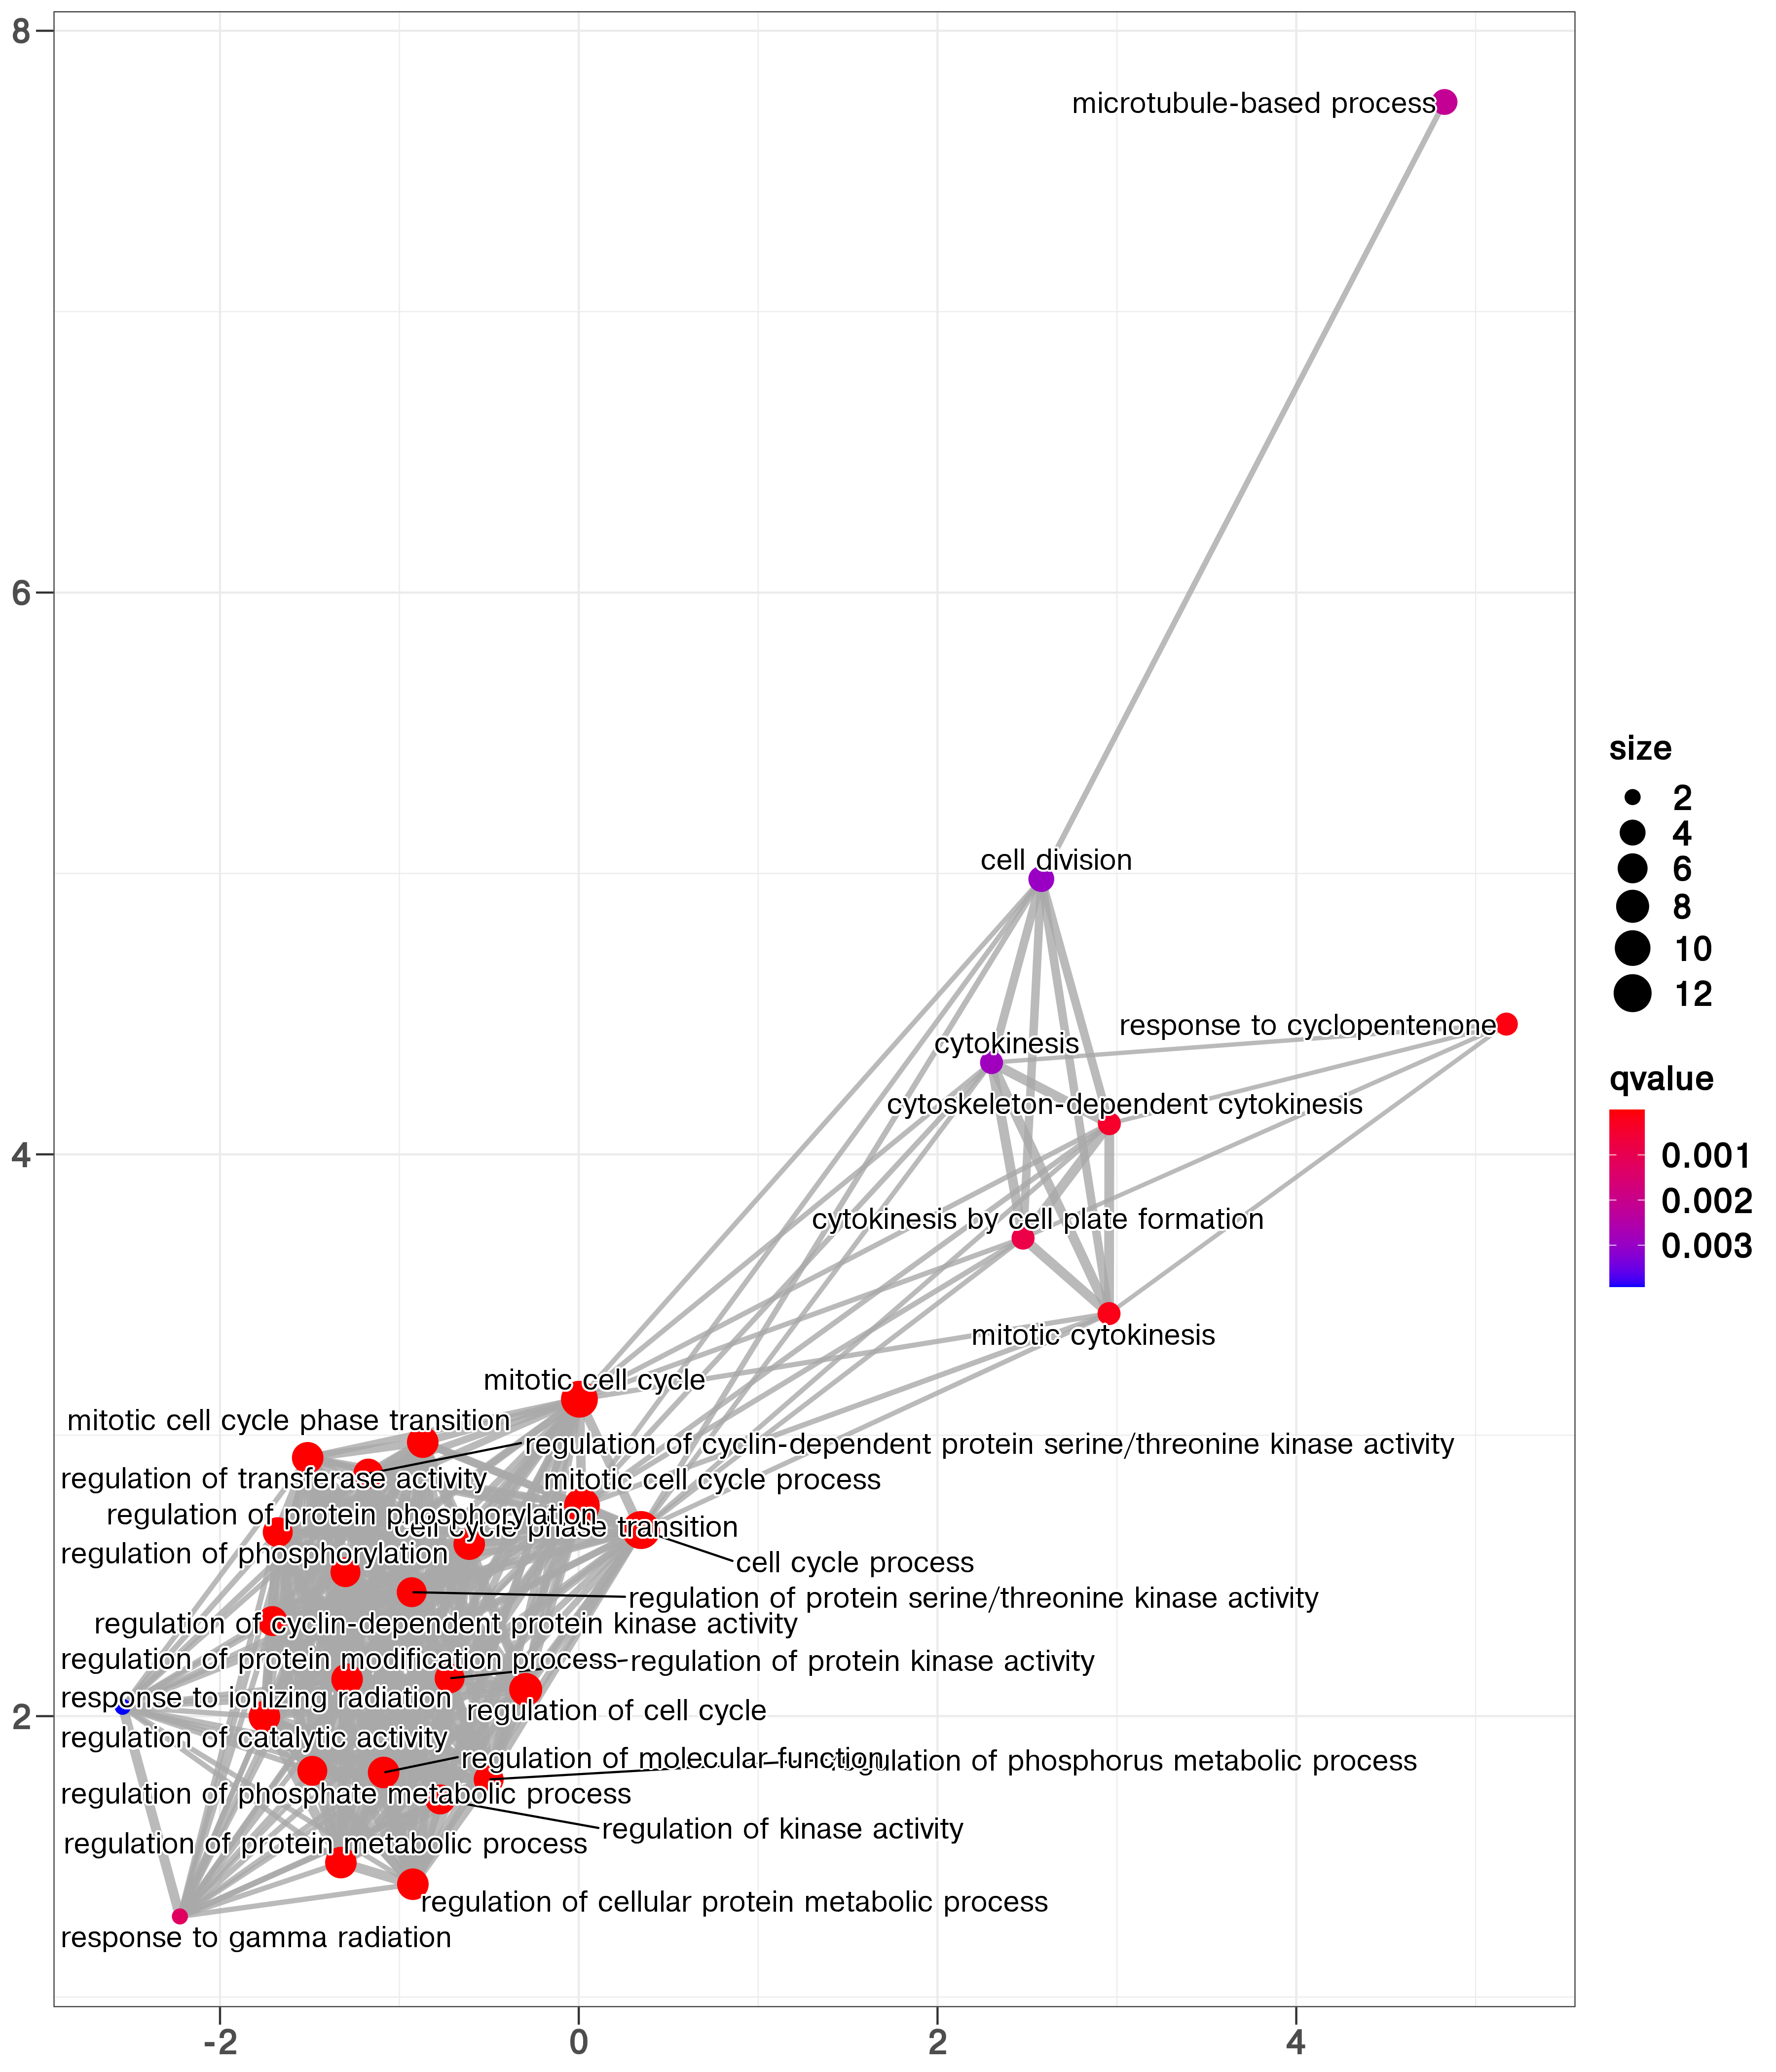 8
microtubule-based process
6
size
2
4
6
8
10
12
cell division
response to cyclopentenone
cytokinesis
qvalue
0.001
0.002
0.003
cytoskeleton-dependent cytokinesis
4
cytokinesis by cell plate formation
mitotic cytokinesis
mitotic cell cycle
mitotic cell cycle phase transition
regulation of cyclin-dependent protein serine/threonine kinase activity
regulation of transferase activity
mitotic cell cycle process
regulation of protein phosphorylation
cell cycle phase transition
regulation of phosphorylation
cell cycle process
regulation of protein serine/threonine kinase activity
regulation of cyclin-dependent protein kinase activity
regulation of protein modification process
regulation of protein kinase activity
response to ionizing radiation
regulation of cell cycle
2
regulation of catalytic activity
regulation of molecular function
regulation of phosphorus metabolic process
regulation of phosphate metabolic process
regulation of kinase activity
regulation of protein metabolic process
regulation of cellular protein metabolic process
response to gamma radiation
-2
0
2
4